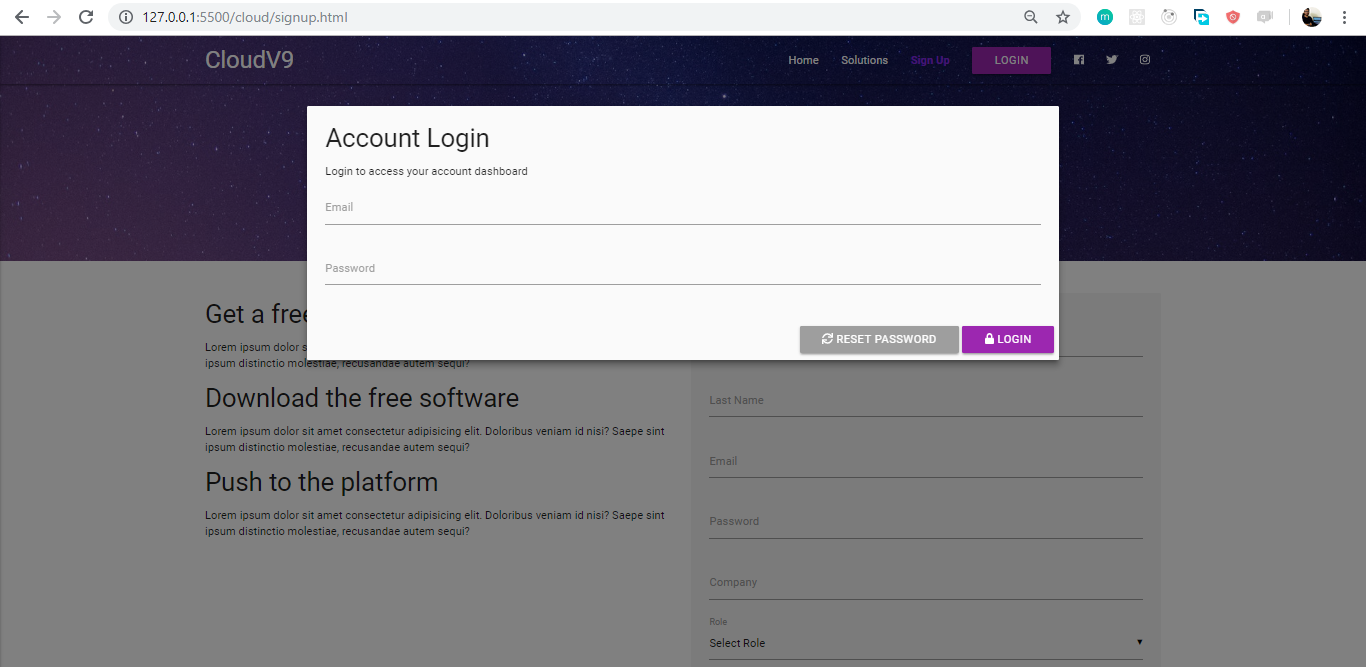 127.0.0.1:5500/cloud/signup.html
m
CloudV9
Home Solutions Sign Up LOGIN
Account Login
Login to access your account dashboard
Email
Password
RESET PASSWORD LOGIN
Get a free
Lorem ipsum dolor s
ipsum distinctio molestiae, recusandae autem sequi?
Download the free software
Lorem ipsum dolor sit amet consectetur adipisicing elit. Doloribus veniam id nisi? Saepe sint
ipsum distinctio molestiae, recusandae autem sequi?
Push to the platform
Lorem ipsum dolor sit amet consectetur adipisicing elit. Doloribus veniam id nisi? Saepe sint
ipsum distinctio molestiae, recusandae autem sequi?
Last Name
Email
Password
Company
Role
Select Role